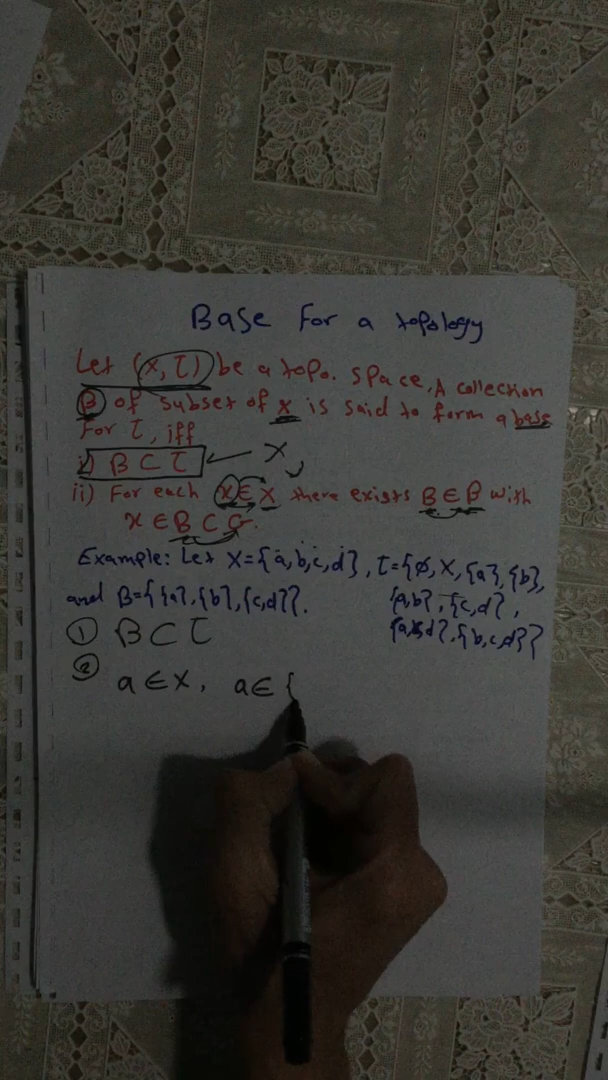 Base For a topology
Let (X, τ) be a topo. space, A collection
B of subset of X is said to form a base
For τ, iff
i) B ⊂ τ ← X
ii) For each x ∈ X there exists B ∈ B with
x ∈ B ⊂ G.
Example: Let X={a,b,c,d}, τ={ϕ, X, {a}, {b},
{a,b}, {c,d},
and B={{a},{b},{c,d}}.
d},{b,c,d}}
① B ⊂ τ
② a ∈ X, a ∈ {